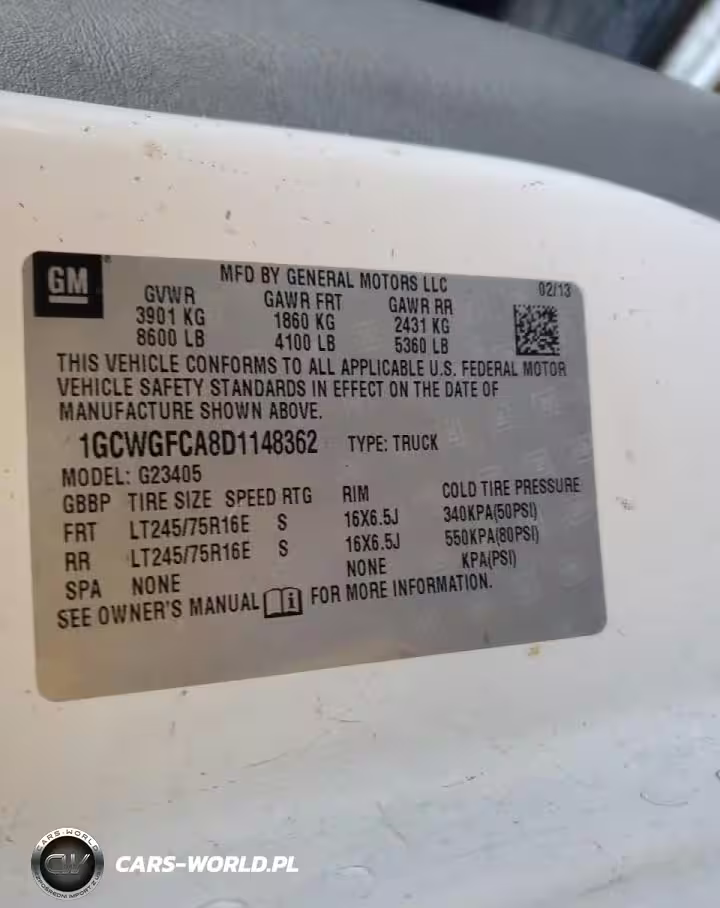 GM
MFD BY GENERAL MOTORS LLC 02/13
GVWR GAWR FRT GAWR RR
3901 KG 1860 KG 2431 KG
8600 LB 4100 LB 5360 LB
THIS VEHICLE CONFORMS TO ALL APPLICABLE U.S. FEDERAL MOTOR
VEHICLE SAFETY STANDARDS IN EFFECT ON THE DATE OF
MANUFACTURE SHOWN ABOVE.
1GCWGFCA8D1148362 TYPE: TRUCK
MODEL: G23405
GBBP TIRE SIZE SPEED RTG RIM COLD TIRE PRESSURE
FRT LT245/75R16E S 16X6.5J 340KPA(50PSI)
RR LT245/75R16E S 16X6.5J 550KPA(80PSI)
SPA NONE NONE KPA(PSI)
SEE OWNER'S MANUAL FOR MORE INFORMATION.
CARS-WORLD
CARS-WORLD.PL